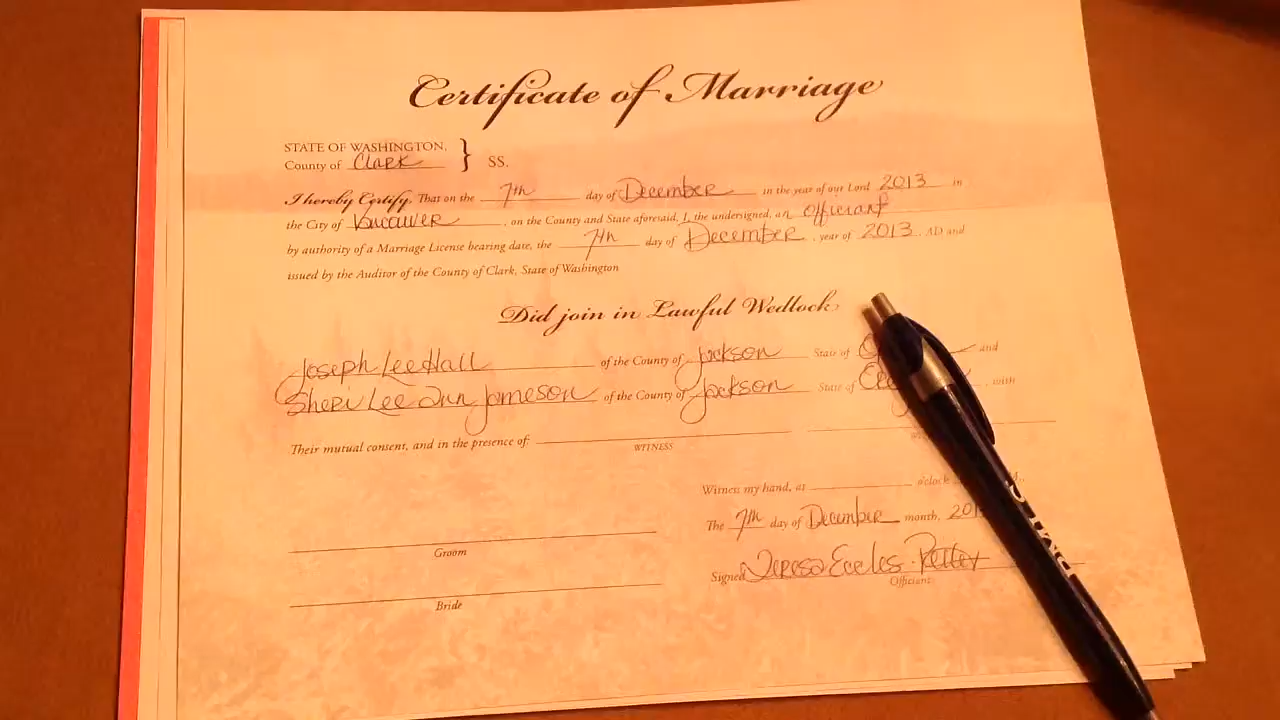 Certificate of Marriage
STATE OF WASHINGTON,
County of Clark } SS.
I hereby Certify, That on the 7th day of December in the year of our Lord 2013 in
the City of Vancouver, on the County and State aforesaid, I, the undersigned, an officiant
by authority of a Marriage License bearing date, the 7th day of December, year of 2013, AD and
issued by the Auditor of the County of Clark, State of Washington
Did join in Lawful Wedlock
Joseph Lee Hall of the County of Jackson State of and
Sheri Lee Ann Jameson of the County of Jackson State of , with
Their mutual consent, and in the presence of:
WITNESS
Witness my hand, at o'clock
The 7th day of December month, 201
Groom
Signed Teresa Eccles
Officiant
Bride